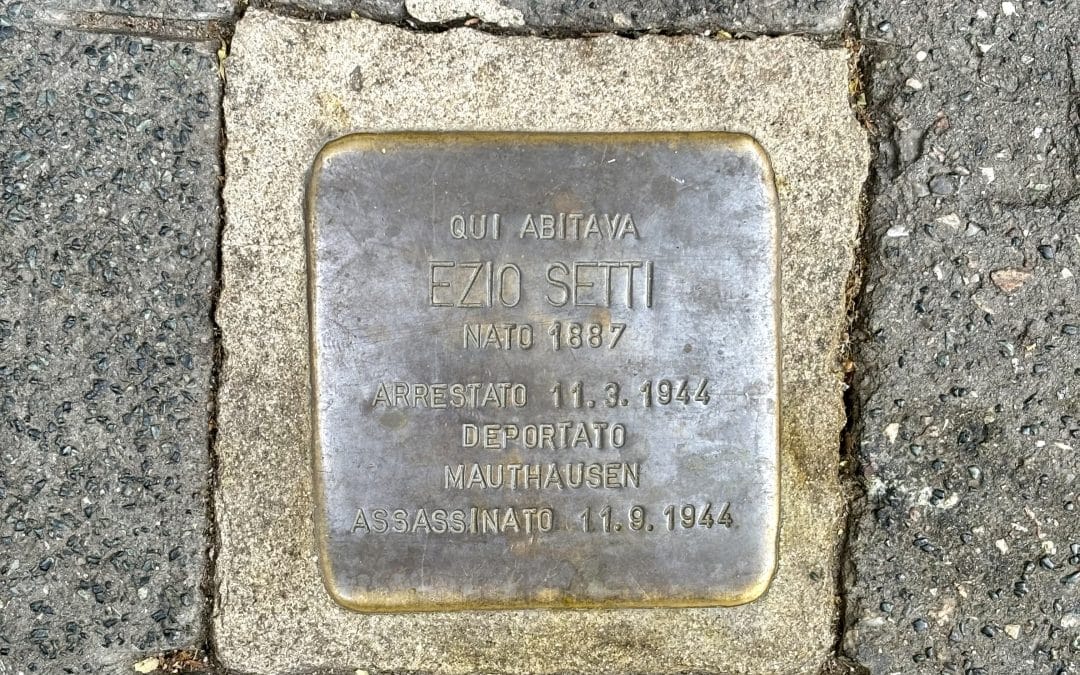 QUI ABITAVA
EZIO SETTI
NATO 1887
ARRESTATO 11.3.1944
DEPORTATO
MAUTHAUSEN
ASSASSINATO 11.9.1944